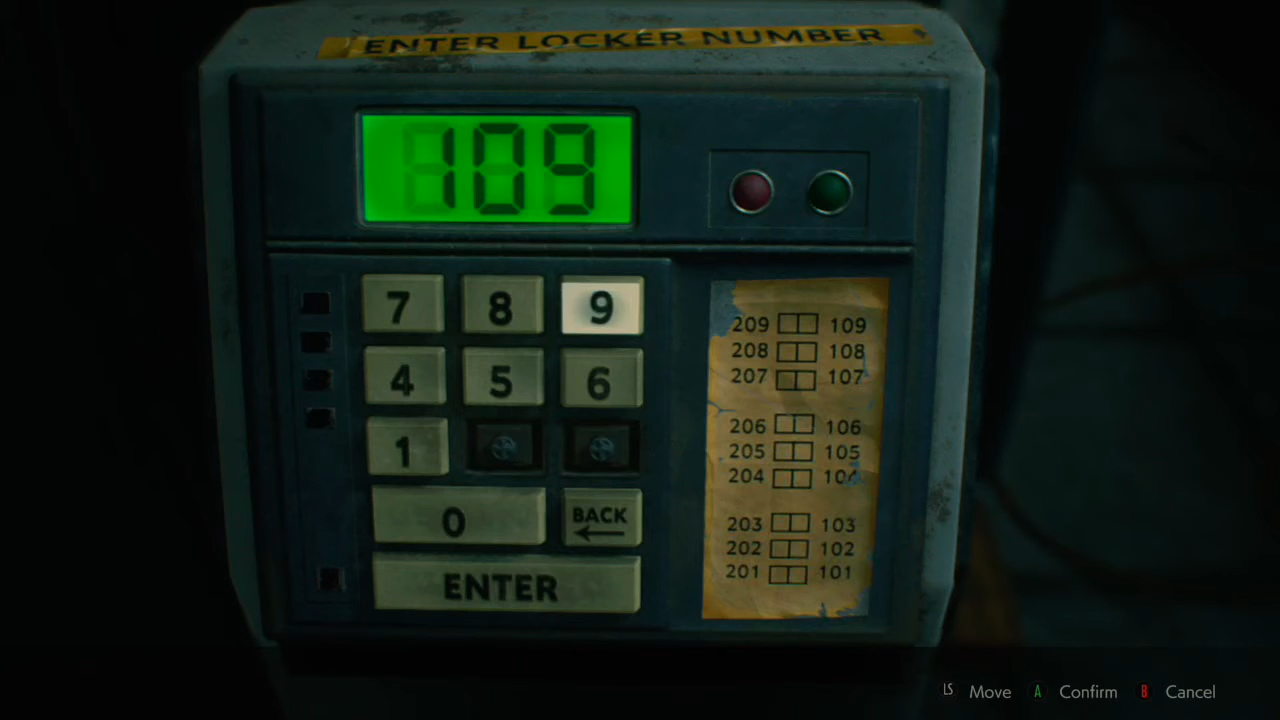 ENTER LOCKER NUMBER
109
7 8 9
4 5 6
1
0 BACK
ENTER
209 109
208 108
207 107
206 106
205 105
204 104
203 103
202 102
201 101
LS Move A Confirm B Cancel